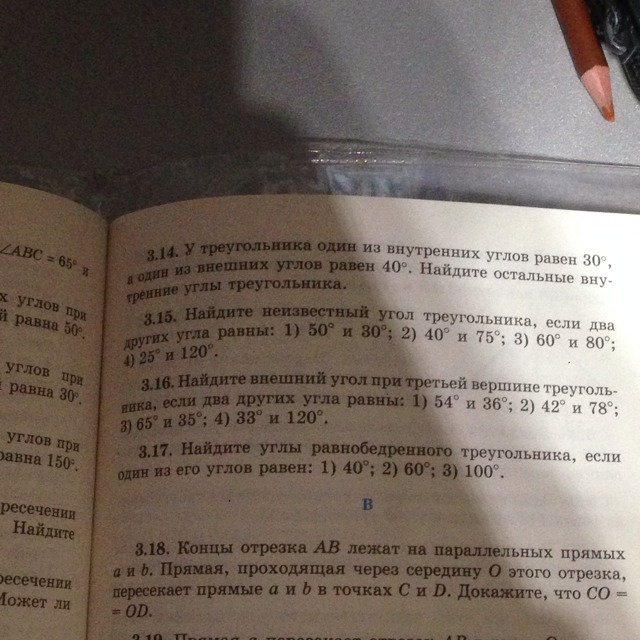 ∠ABC = 65° и
х углов при
й равна 50°.
углов при
й равна 30°.
углов при
равна 150°.
ресечении
Найдите
ресечении
Может ли
3.14. У треугольника один из внутренних углов равен 30°,
а один из внешних углов равен 40°. Найдите остальные вну-
тренние углы треугольника.
3.15. Найдите неизвестный угол треугольника, если два
других угла равны: 1) 50° и 30°; 2) 40° и 75°; 3) 60° и 80°;
4) 25° и 120°.
3.16. Найдите внешний угол при третьей вершине треуголь-
ника, если два других угла равны: 1) 54° и 36°; 2) 42° и 78°;
3) 65° и 35°; 4) 33° и 120°.
3.17. Найдите углы равнобедренного треугольника, если
один из его углов равен: 1) 40°; 2) 60°; 3) 100°.
В
3.18. Концы отрезка AB лежат на параллельных прямых
a и b. Прямая, проходящая через середину O этого отрезка,
пересекает прямые a и b в точках C и D. Докажите, что CO =
= OD.
3.19. Прямая a пересекает отрезок